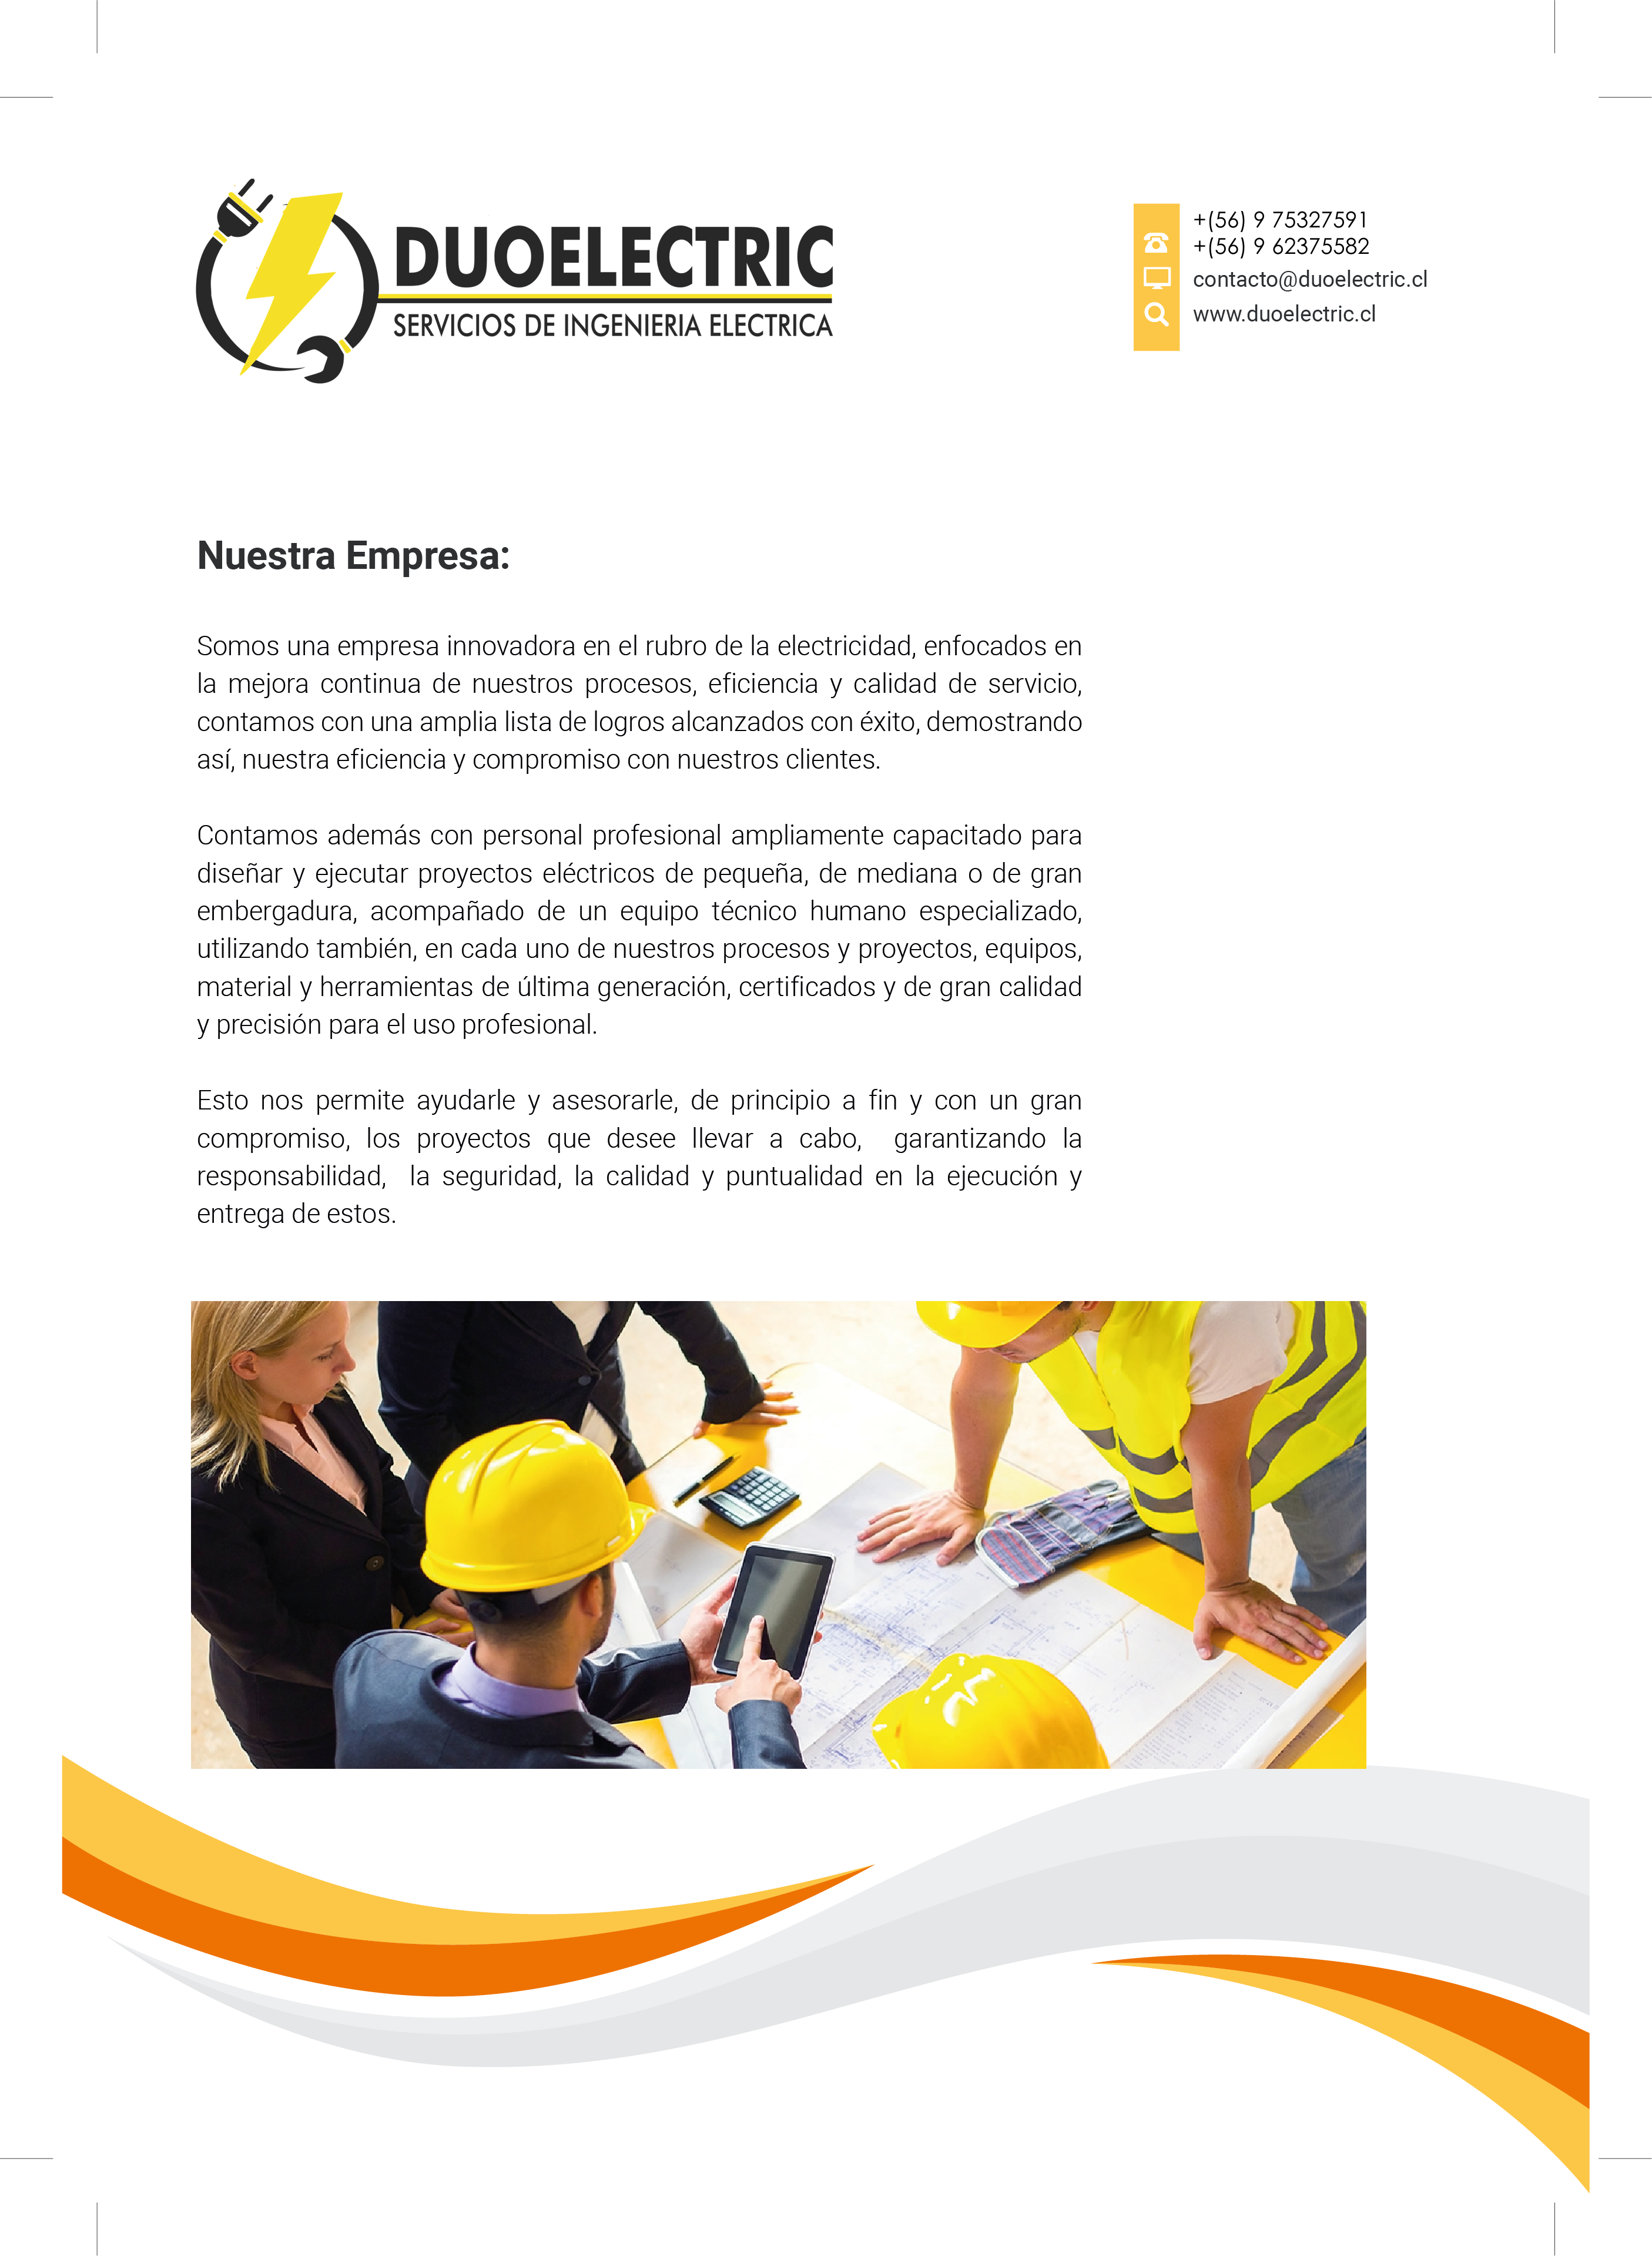 DUOELECTRIC
SERVICIOS DE INGENIERIA ELECTRICA
+(56) 9 75327591
+(56) 9 62375582
contacto@duoelectric.cl
www.duoelectric.cl
Nuestra Empresa:
Somos una empresa innovadora en el rubro de la electricidad, enfocados en
la mejora continua de nuestros procesos, eficiencia y calidad de servicio,
contamos con una amplia lista de logros alcanzados con éxito, demostrando
así, nuestra eficiencia y compromiso con nuestros clientes.
Contamos además con personal profesional ampliamente capacitado para
diseñar y ejecutar proyectos eléctricos de pequeña, de mediana o de gran
embergadura, acompañado de un equipo técnico humano especializado,
utilizando también, en cada uno de nuestros procesos y proyectos, equipos,
material y herramientas de última generación, certificados y de gran calidad
y precisión para el uso profesional.
Esto nos permite ayudarle y asesorarle, de principio a fin y con un gran
compromiso, los proyectos que desee llevar a cabo, garantizando la
responsabilidad, la seguridad, la calidad y puntualidad en la ejecución y
entrega de estos.